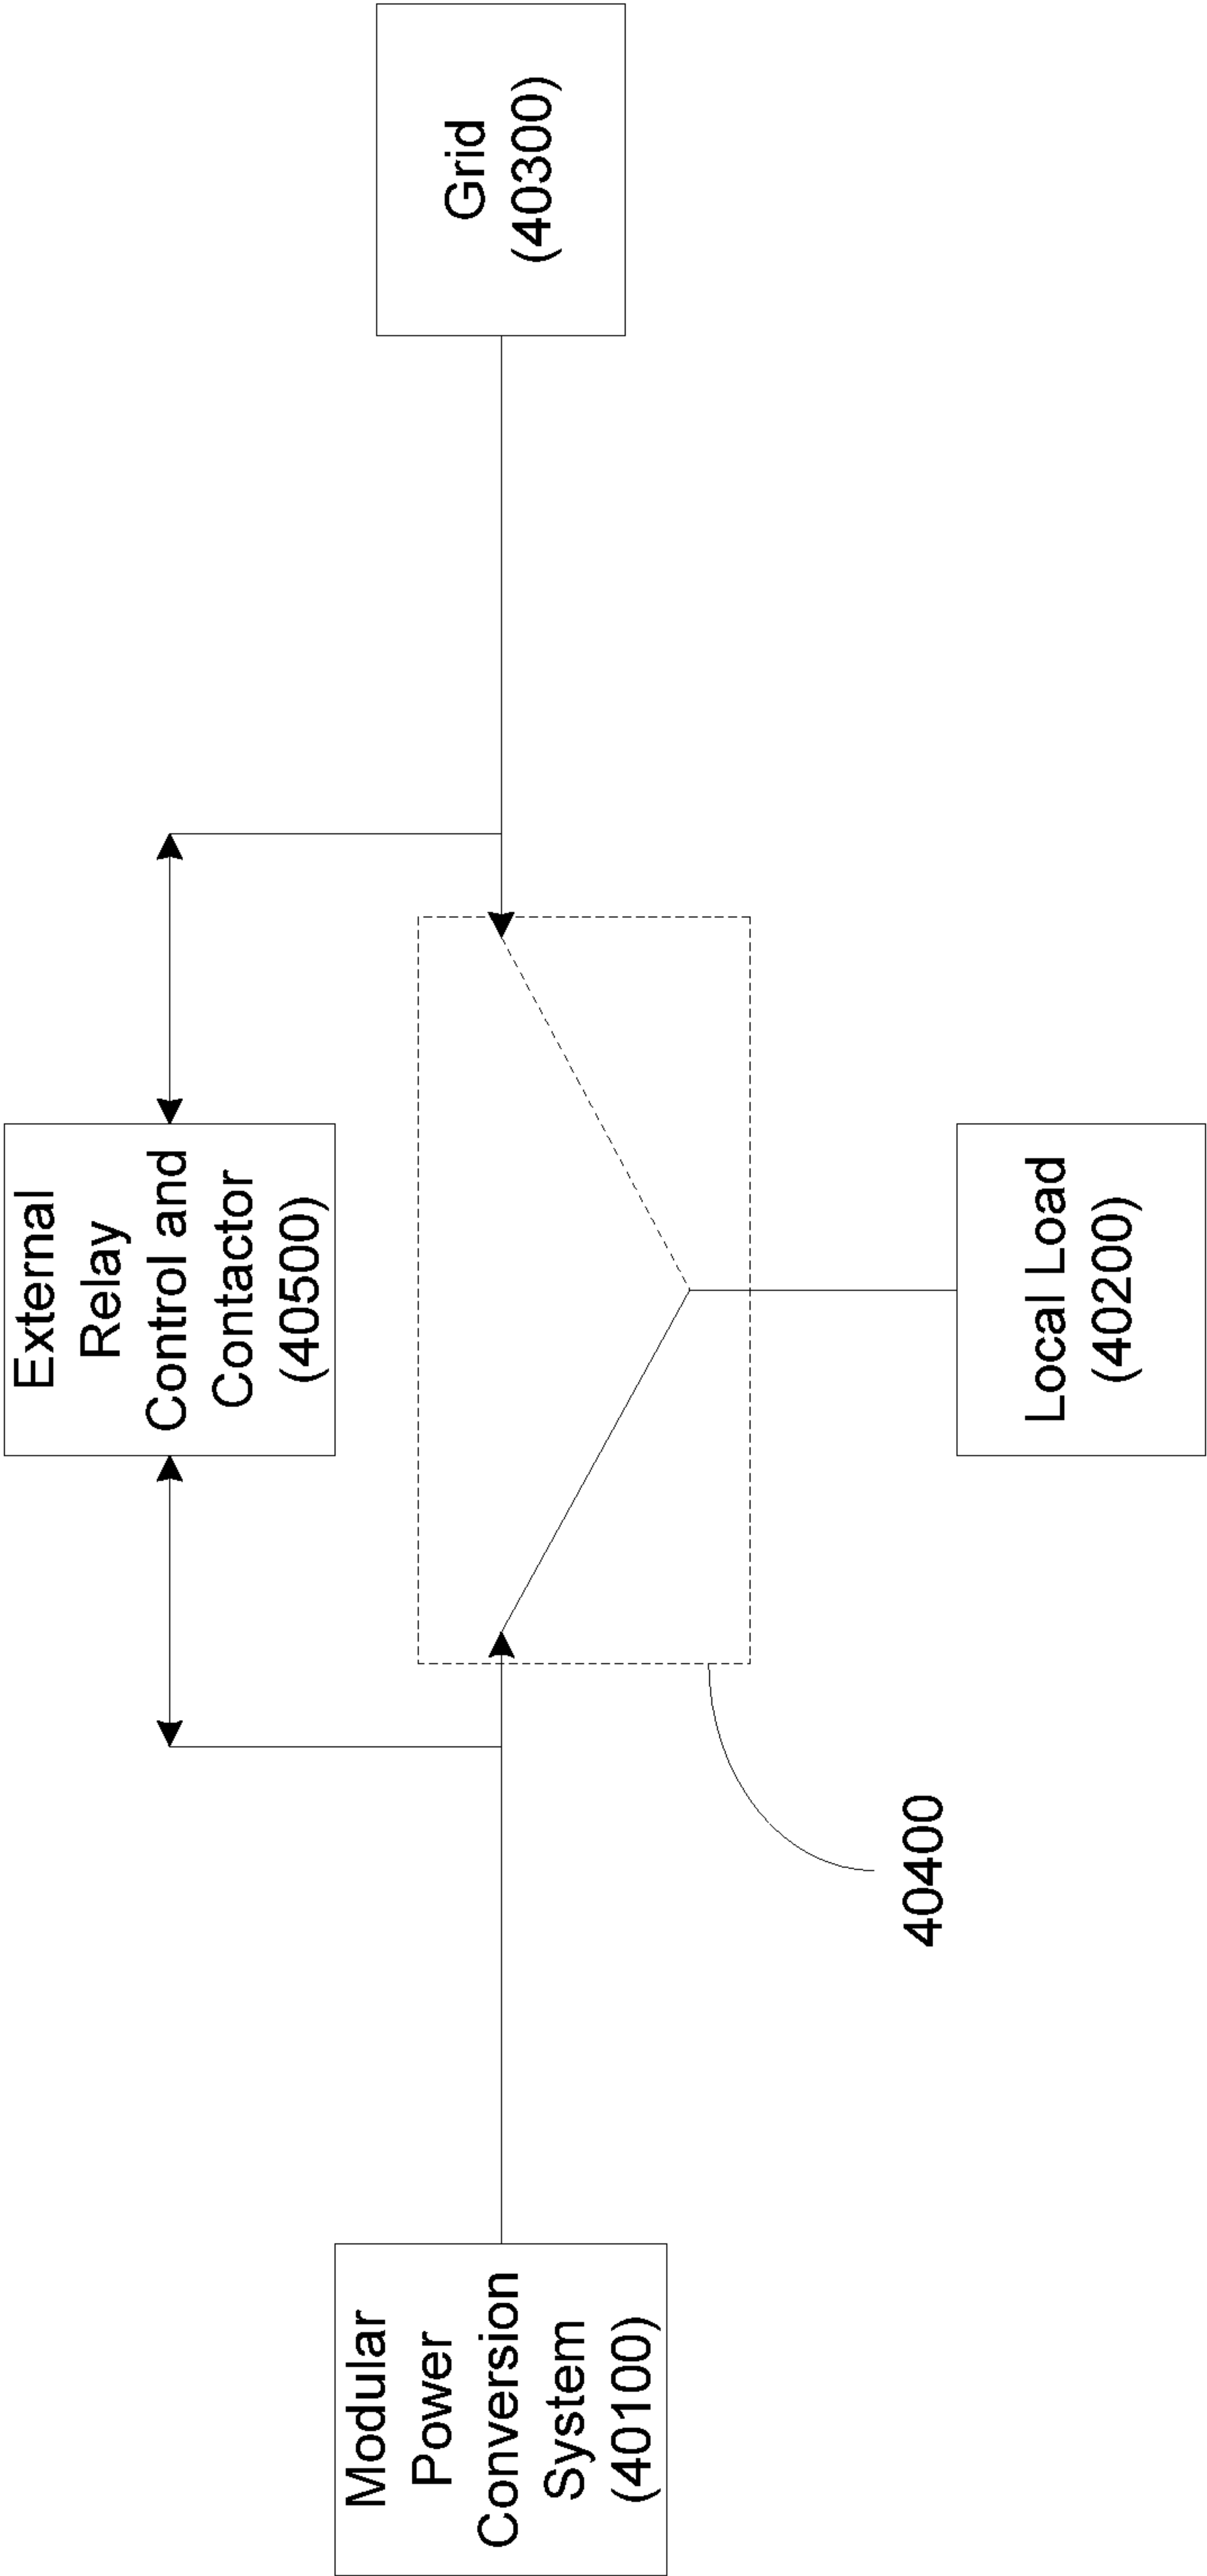 External
Relay
Control and
Contactor
(40500)
Modular
Power
Conversion
System
(40100)
Grid
(40300)
40400
Local Load
(40200)